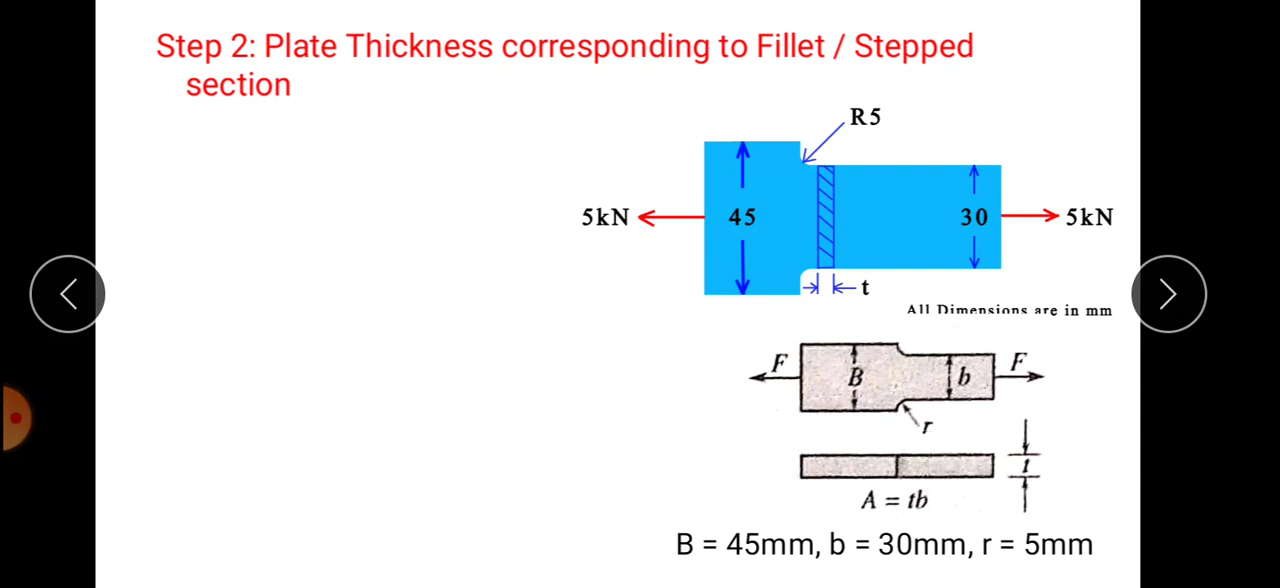 Step 2: Plate Thickness corresponding to Fillet / Stepped
section
R5
5kN
45
30
5kN
t
All Dimensions are in mm
F
B
b
F
r
t
A = tb
B = 45mm, b = 30mm, r = 5mm